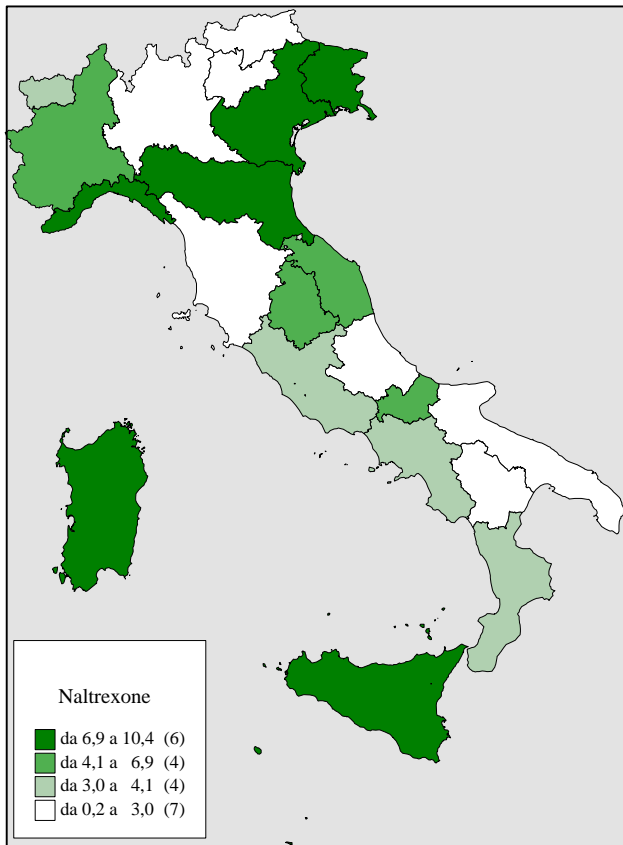 Naltrexone
da 6,9 a 10,4 (6)
da 4,1 a 6,9 (4)
da 3,0 a 4,1 (4)
da 0,2 a 3,0 (7)